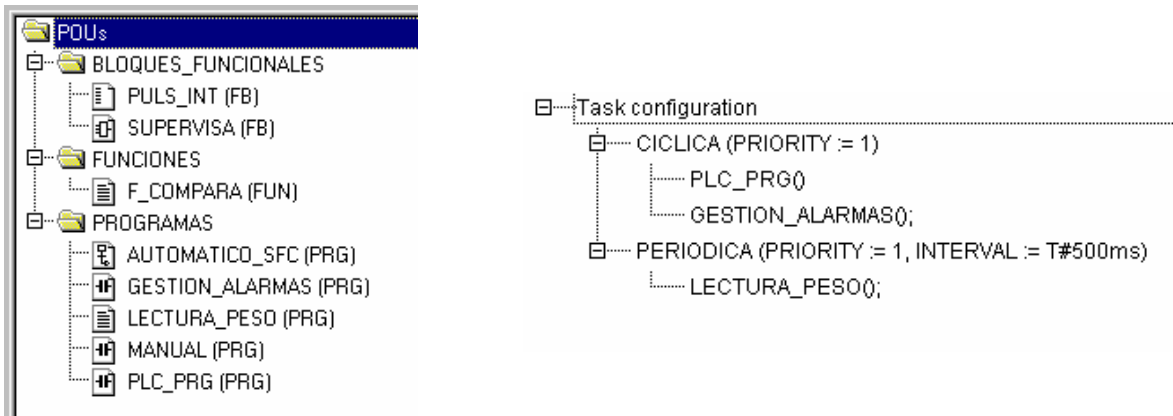 POUs
BLOQUES_FUNCIONALES
PULS_INT (FB)
SUPERVISA (FB)
FUNCIONES
F_COMPARA (FUN)
PROGRAMAS
AUTOMATICO_SFC (PRG)
GESTION_ALARMAS (PRG)
LECTURA_PESO (PRG)
MANUAL (PRG)
PLC_PRG (PRG)
Task configuration
CICLICA (PRIORITY := 1)
PLC_PRG()
GESTION_ALARMAS();
PERIODICA (PRIORITY := 1, INTERVAL := T#500ms)
LECTURA_PESO();